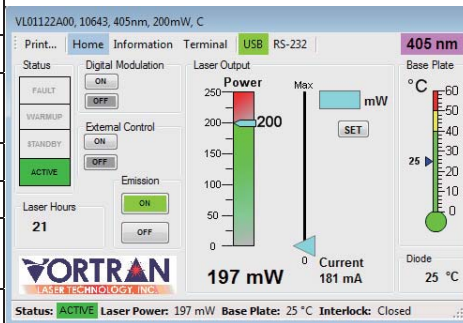 VL01122A00, 10643, 405nm, 200mW, C
Print... Home Information Terminal USB RS-232 405 nm
Status
FAULT
WARMUP
STANDBY
ACTIVE
Digital Modulation
ON
OFF
External Control
ON
OFF
Emission
ON
OFF
Laser Hours
21
VORTRAN
LASER TECHNOLOGY, INC.
Laser Output
Power
250
200
150
100
50
0
200
197 mW
Max
0
mW
SET
Current
181 mA
Base Plate
°C
60
50
40
30
20
10
0
25
Diode
25 °C
Status: ACTIVE Laser Power: 197 mW Base Plate: 25 °C Interlock: Closed